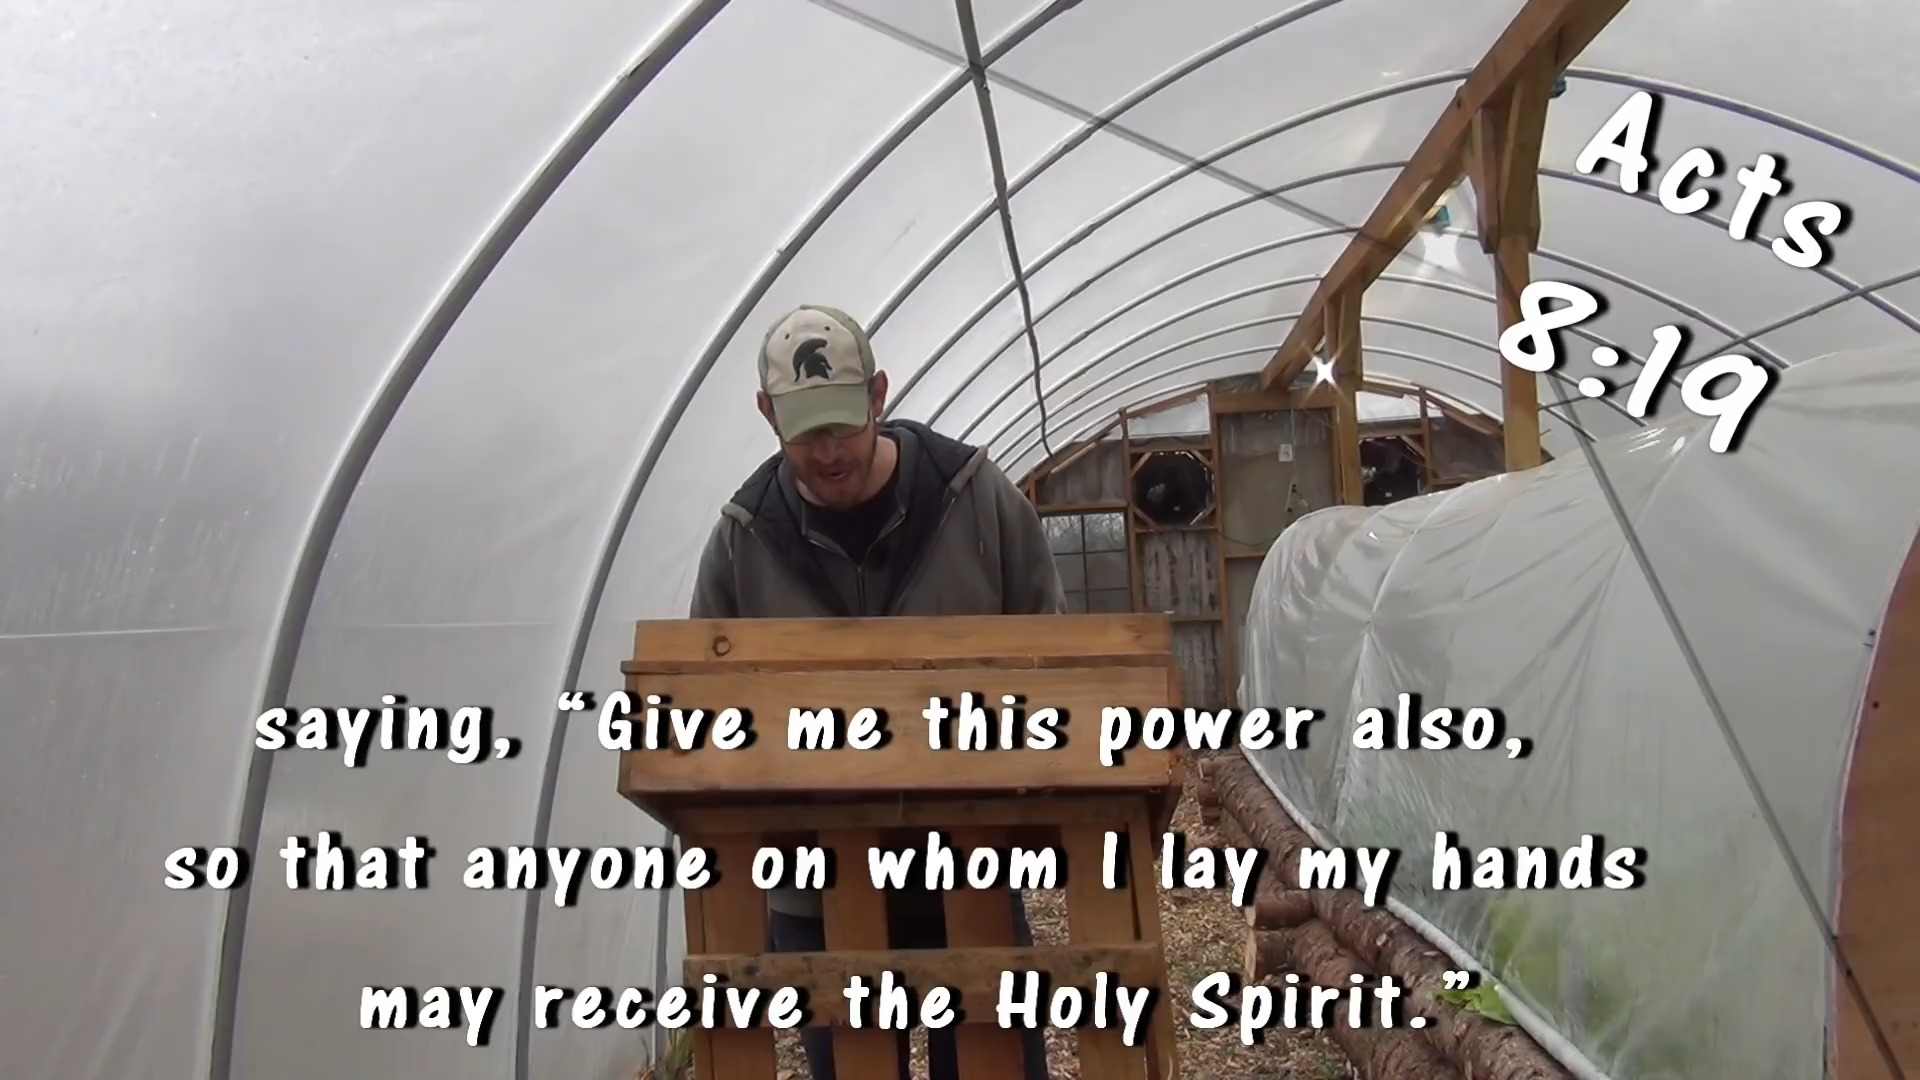 Acts
8:19
saying, “Give me this power also,
so that anyone on whom I lay my hands
may receive the Holy Spirit.”